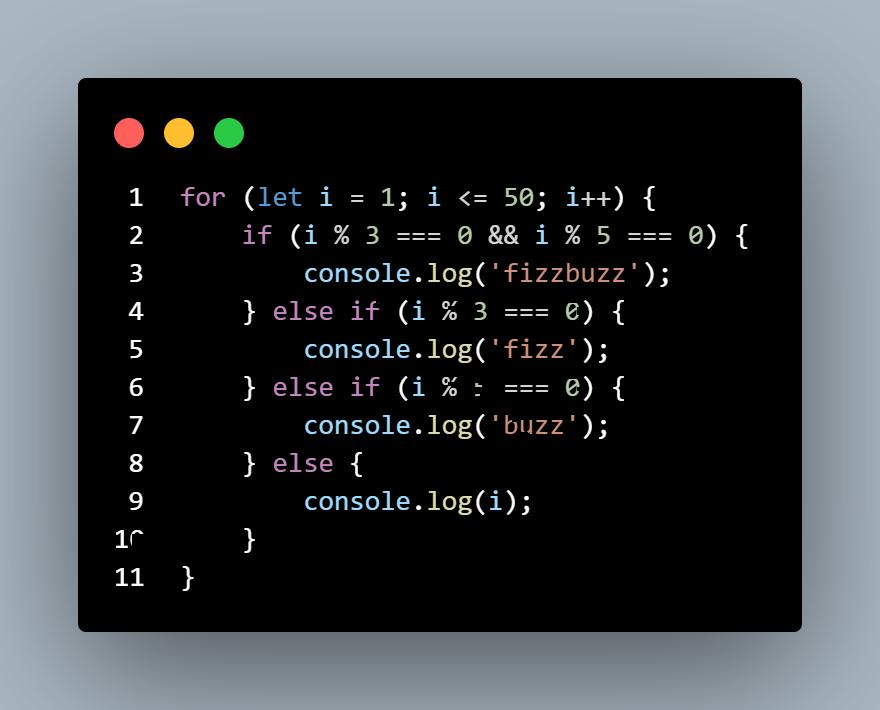 1 for (let i = 1; i <= 50; i++) {
2 if (i % 3 === 0 && i % 5 === 0) {
3 console.log('fizzbuzz');
4 } else if (i % 3 === 0) {
5 console.log('fizz');
6 } else if (i % === 0) {
7 console.log('buzz');
8 } else {
9 console.log(i);
10 }
11 }